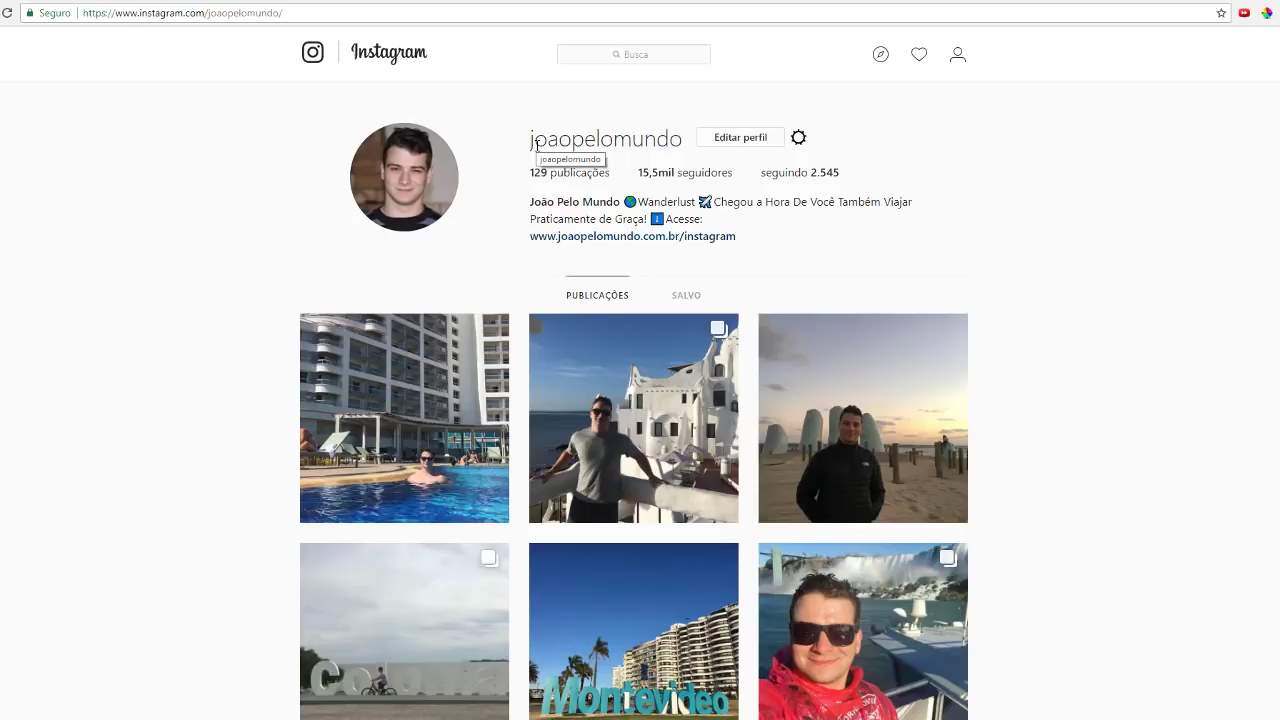 Seguro | https://www.instagram.com/joaopelomundo/
Instagram
Busca
joaopelomundo Editar perfil
joaopelomundo
129 publicações 15,5mil seguidores seguindo 2.545
João Pelo Mundo 🌎Wanderlust ✈Chegou a Hora De Você Também Viajar
Praticamente de Graça! ℹAcesse:
www.joaopelomundo.com.br/instagram
PUBLICAÇÕES SALVO
Montevideo